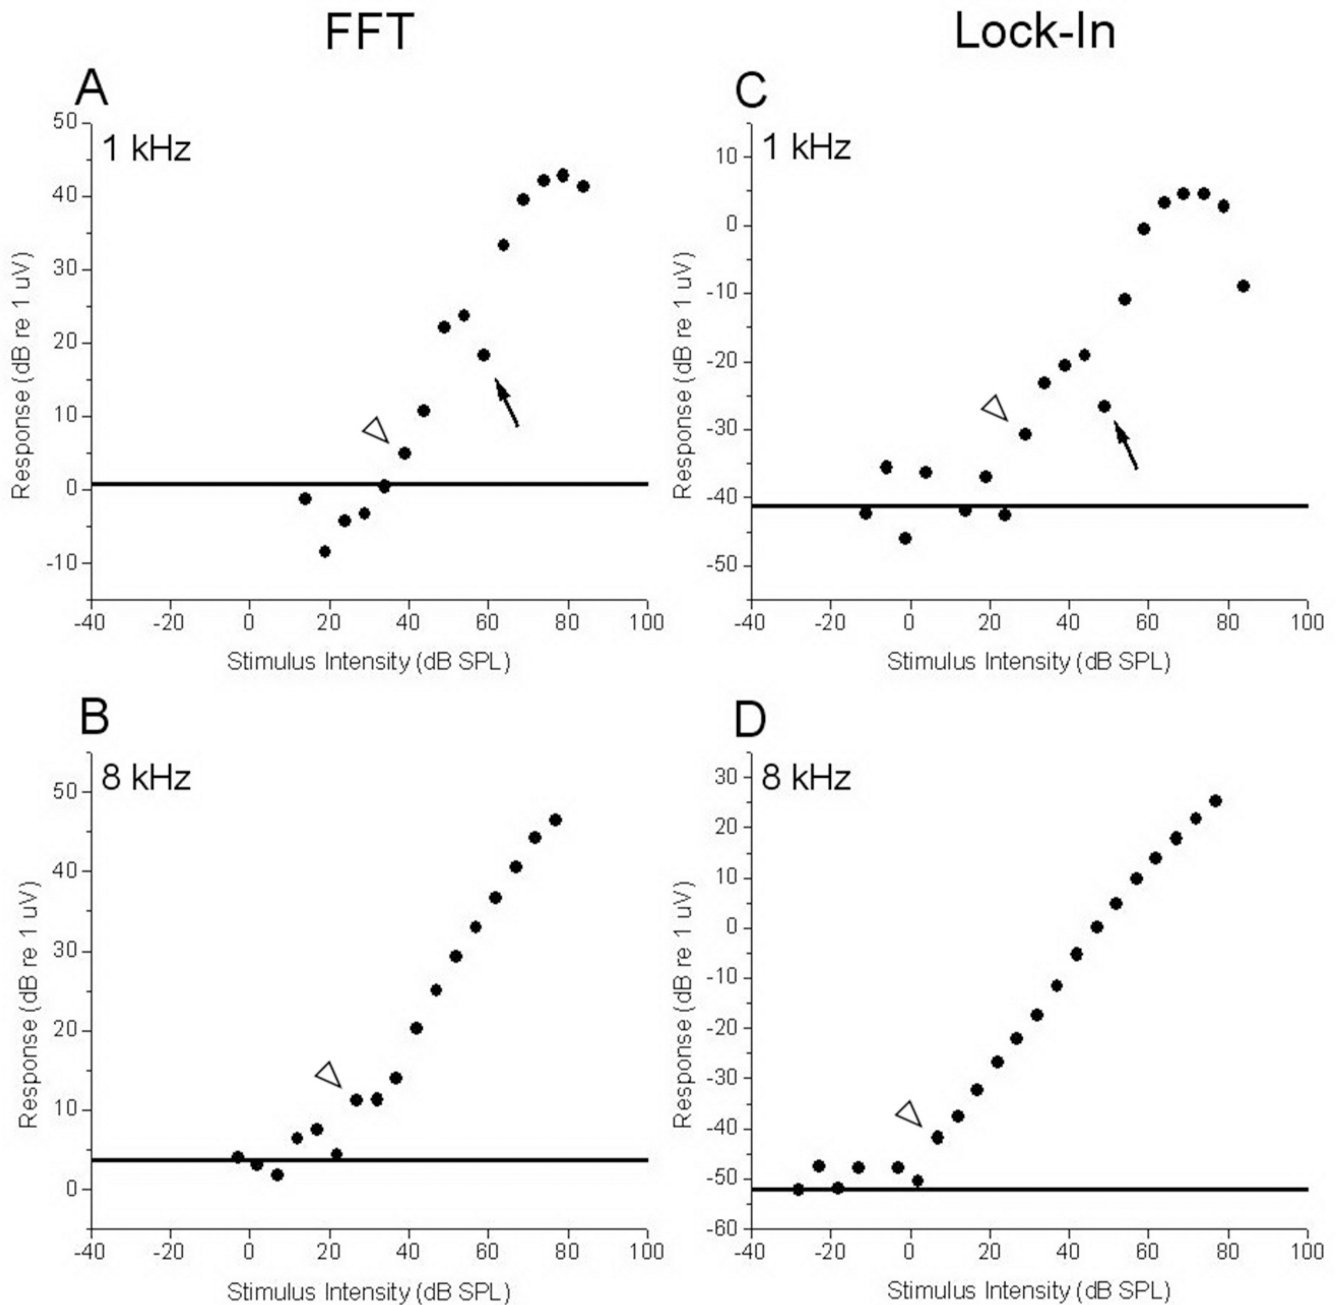 FFT
Lock-In
A
1 kHz
50
40
30
20
10
0
-10
Response (dB re 1 uV)
-40 -20 0 20 40 60 80 100
Stimulus Intensity (dB SPL)
C
1 kHz
10
0
-10
-20
-30
-40
-50
Response (dB re 1 uV)
-40 -20 0 20 40 60 80 100
Stimulus Intensity (dB SPL)
B
8 kHz
50
40
30
20
10
0
Response (dB re 1 uV)
-40 -20 0 20 40 60 80 100
Stimulus Intensity (dB SPL)
D
8 kHz
30
20
10
0
-10
-20
-30
-40
-50
-60
Response (dB re 1 uV)
-40 -20 0 20 40 60 80 100
Stimulus Intensity (dB SPL)